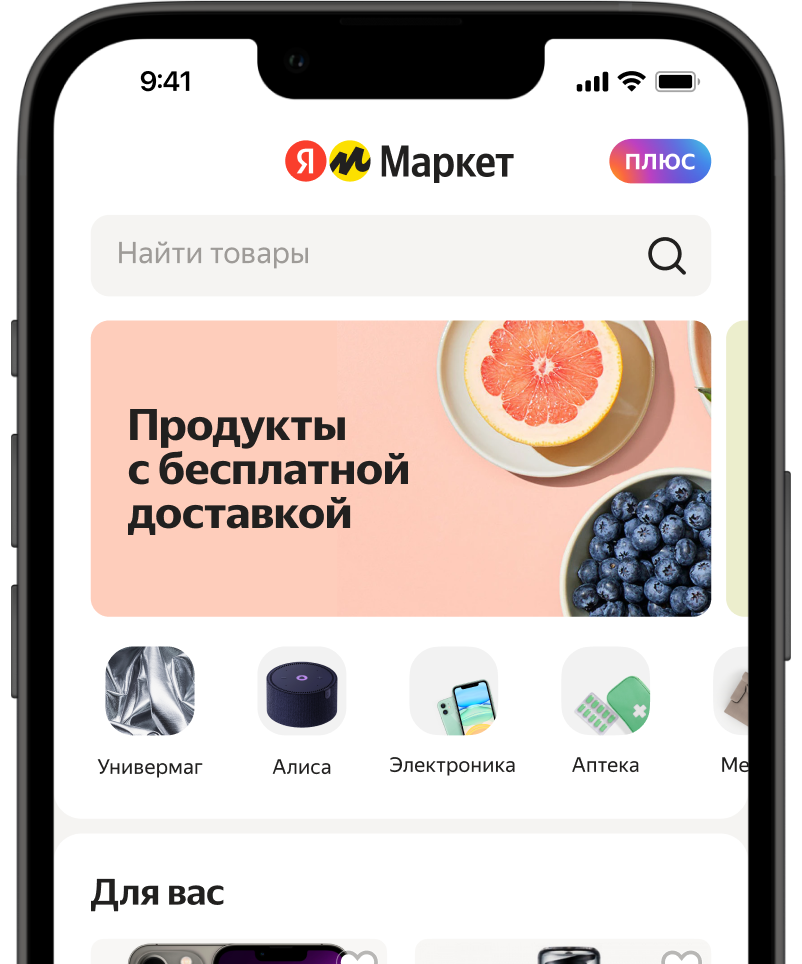 9:41
Я Маркет
ПЛЮС
Найти товары
Продукты
с бесплатной
доставкой
Универмаг
Алиса
Электроника
Аптека
Ме
Для вас